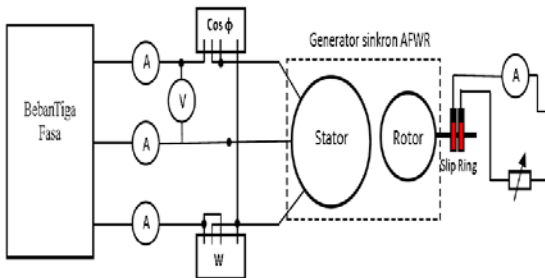 Cos ϕ
Generator sinkron AFWR
A
A
V
BebanTiga
Fasa
A
Stator
Rotor
Slip Ring
A
W